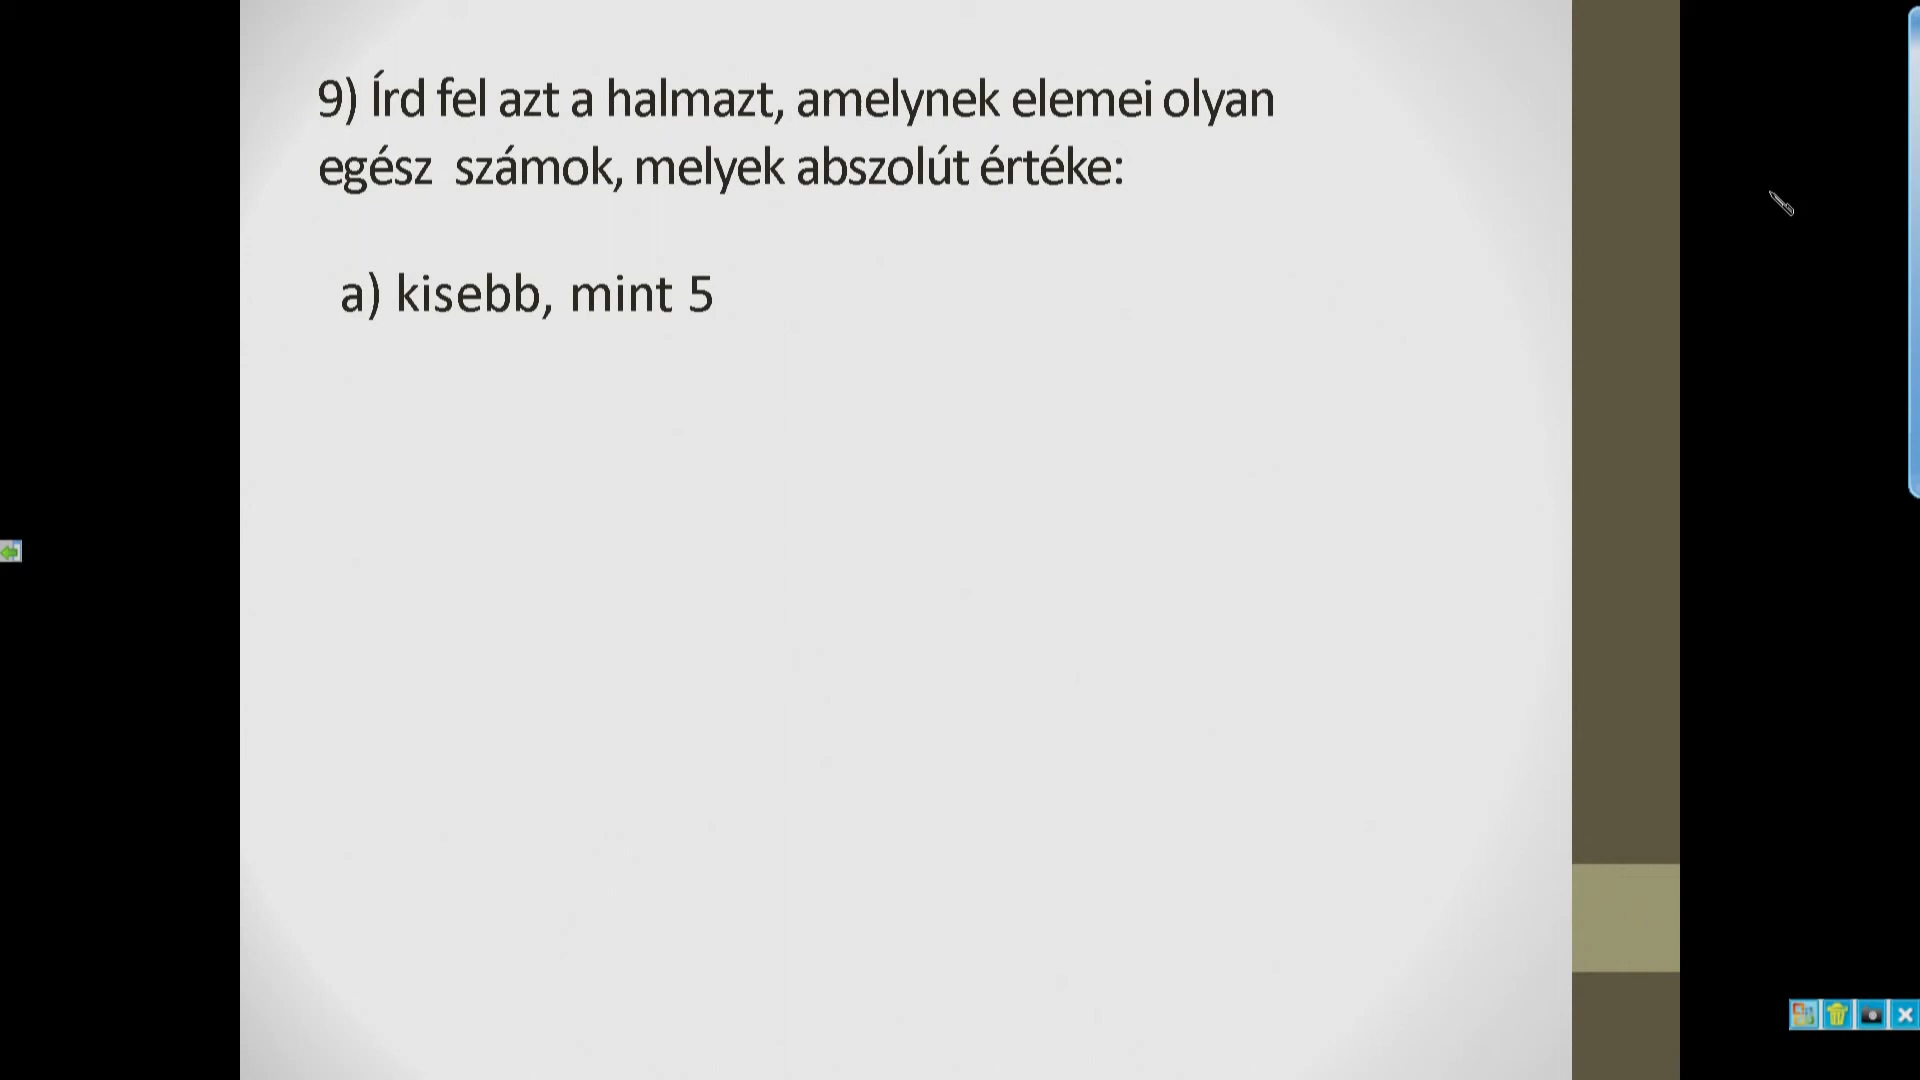 9) Írd fel azt a halmazt, amelynek elemei olyan
egész számok, melyek abszolút értéke:
a) kisebb, mint 5